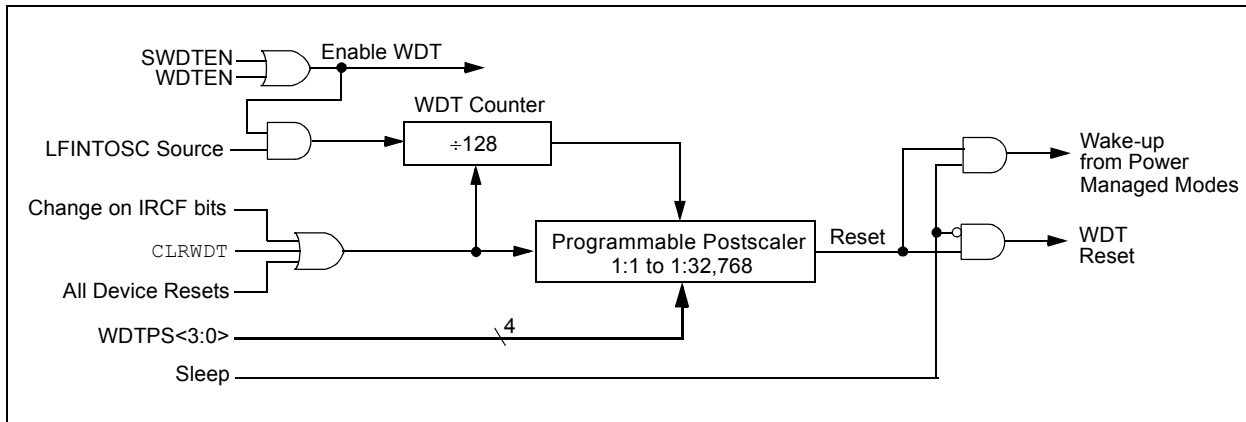 SWDTEN
WDTEN
Enable WDT
WDT Counter
÷128
LFINTOSC Source
Wake-up
from Power
Managed Modes
Change on IRCF bits
CLRWDT
All Device Resets
Programmable Postscaler
1:1 to 1:32,768
Reset
WDT
Reset
WDTPS<3:0>
4
Sleep